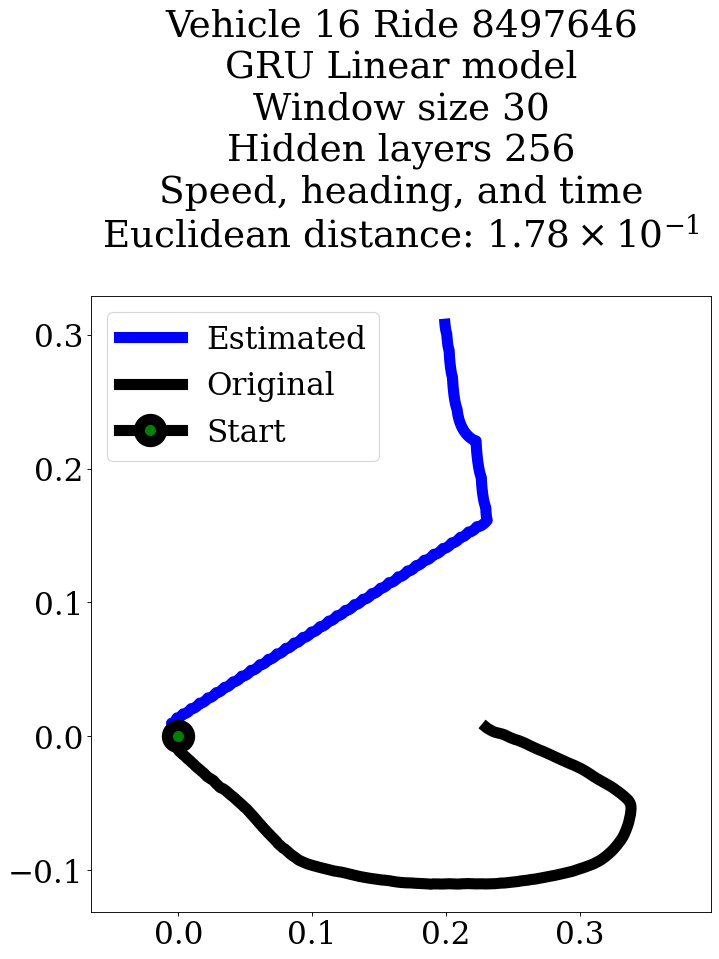 Vehicle 16 Ride 8497646
GRU Linear model
Window size 30
Hidden layers 256
Speed, heading, and time
Euclidean distance: 1.78 × 10⁻¹
Estimated
Original
Start
0.3
0.2
0.1
0.0
−0.1
0.0 0.1 0.2 0.3